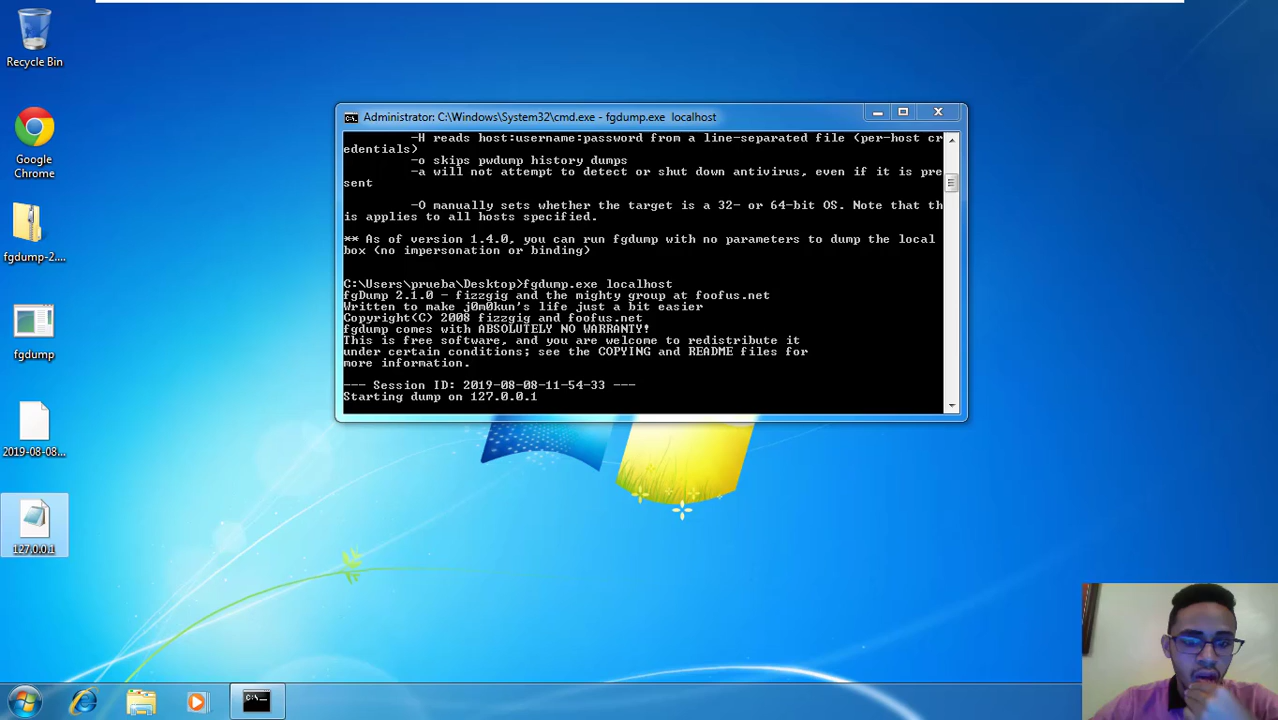 Recycle Bin
Google
Chrome
fgdump-2....
fgdump
2019-08-08...
127.0.0.1
Administrator: C:\Windows\System32\cmd.exe - fgdump.exe  localhost
-H reads host:username:password from a line-separated file (per-host cr
edentials)
-o skips pwdump history dumps
-a will not attempt to detect or shut down antivirus, even if it is pre
sent
-O manually sets whether the target is a 32- or 64-bit OS. Note that th
is applies to all hosts specified.
** As of version 1.4.0, you can run fgdump with no parameters to dump the local
box (no impersonation or binding)
C:\Users\prueba\Desktop>fgdump.exe localhost
fgDump 2.1.0 - fizzgig and the mighty group at foofus.net
Written to make j0m0kun's life just a bit easier
Copyright(C) 2008 fizzgig and foofus.net
fgdump comes with ABSOLUTELY NO WARRANTY!
This is free software, and you are welcome to redistribute it
under certain conditions; see the COPYING and README files for
more information.
--- Session ID: 2019-08-08-11-54-33 ---
Starting dump on 127.0.0.1